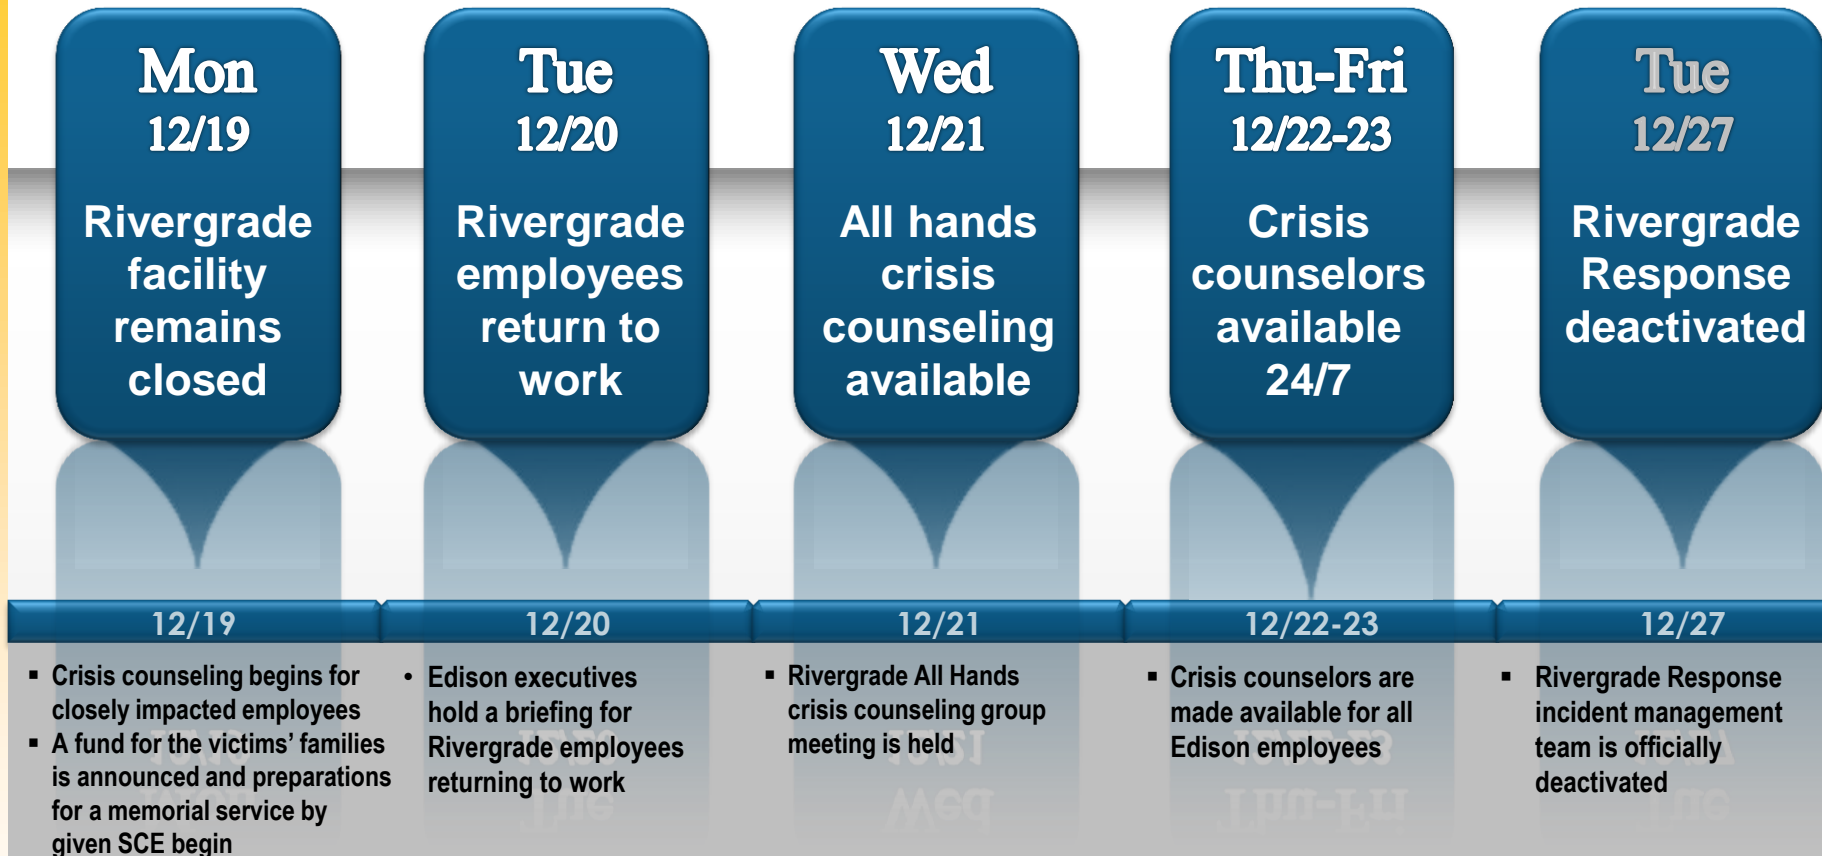 Mon
12/19
Rivergrade
facility
remains
closed
Tue
12/20
Rivergrade
employees
return to
work
Wed
12/21
All hands
crisis
counseling
available
Thu-Fri
12/22-23
Crisis
counselors
available
24/7
Tue
12/27
Rivergrade
Response
deactivated
12/19
▪ Crisis counseling begins for
closely impacted employees
▪ A fund for the victims’ families
is announced and preparations
for a memorial service by
given SCE begin
12/20
• Edison executives
hold a briefing for
Rivergrade employees
returning to work
12/21
▪ Rivergrade All Hands
crisis counseling group
meeting is held
12/22-23
▪ Crisis counselors are
made available for all
Edison employees
12/27
▪ Rivergrade Response
incident management
team is officially
deactivated